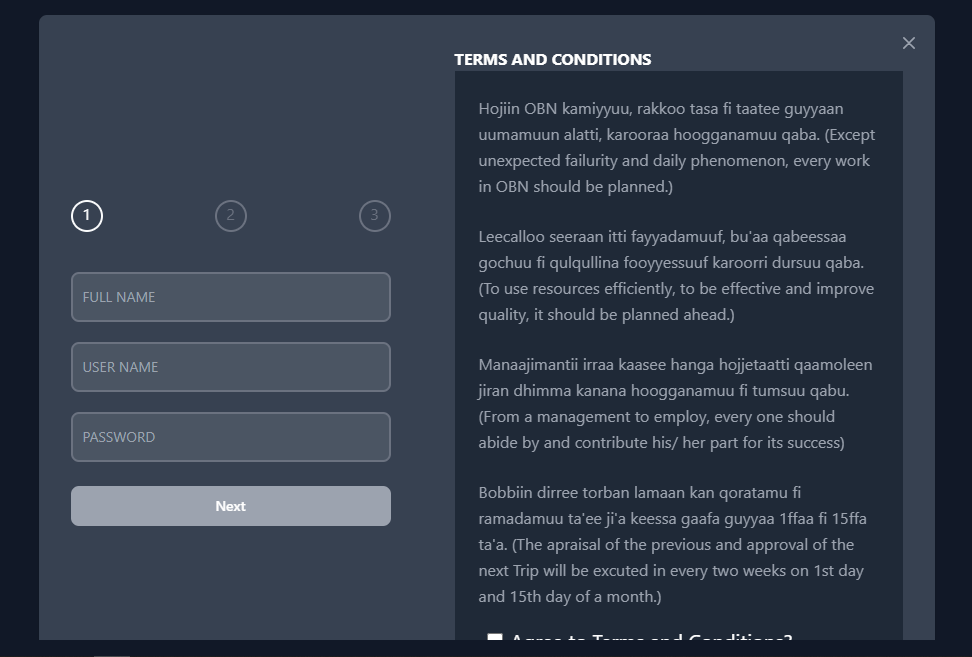 TERMS AND CONDITIONS
Hojiin OBN kamiyyuu, rakkoo tasa fi taatee guyyaan
uumamuun alatti, karooraa hoogganamuu qaba. (Except
unexpected failurity and daily phenomenon, every work
in OBN should be planned.)
Leecalloo seeraan itti fayyadamuuf, bu'aa qabeessaa
gochuu fi qulqullina fooyyessuuf karoorri dursuu qaba.
(To use resources efficiently, to be effective and improve
quality, it should be planned ahead.)
Manaajimantii irraa kaasee hanga hojjetaatti qaamoleen
jiran dhimma kanana hoogganamuu fi tumsuu qabu.
(From a management to employ, every one should
abide by and contribute his/ her part for its success)
Bobbiin dirree torban lamaan kan qoratamu fi
ramadamuu ta'ee ji'a keessa gaafa guyyaa 1ffaa fi 15ffa
ta'a. (The apraisal of the previous and approval of the
next Trip will be excuted in every two weeks on 1st day
and 15th day of a month.)
Agree to Terms and Conditions?
1
2
3
FULL NAME
USER NAME
PASSWORD
Next